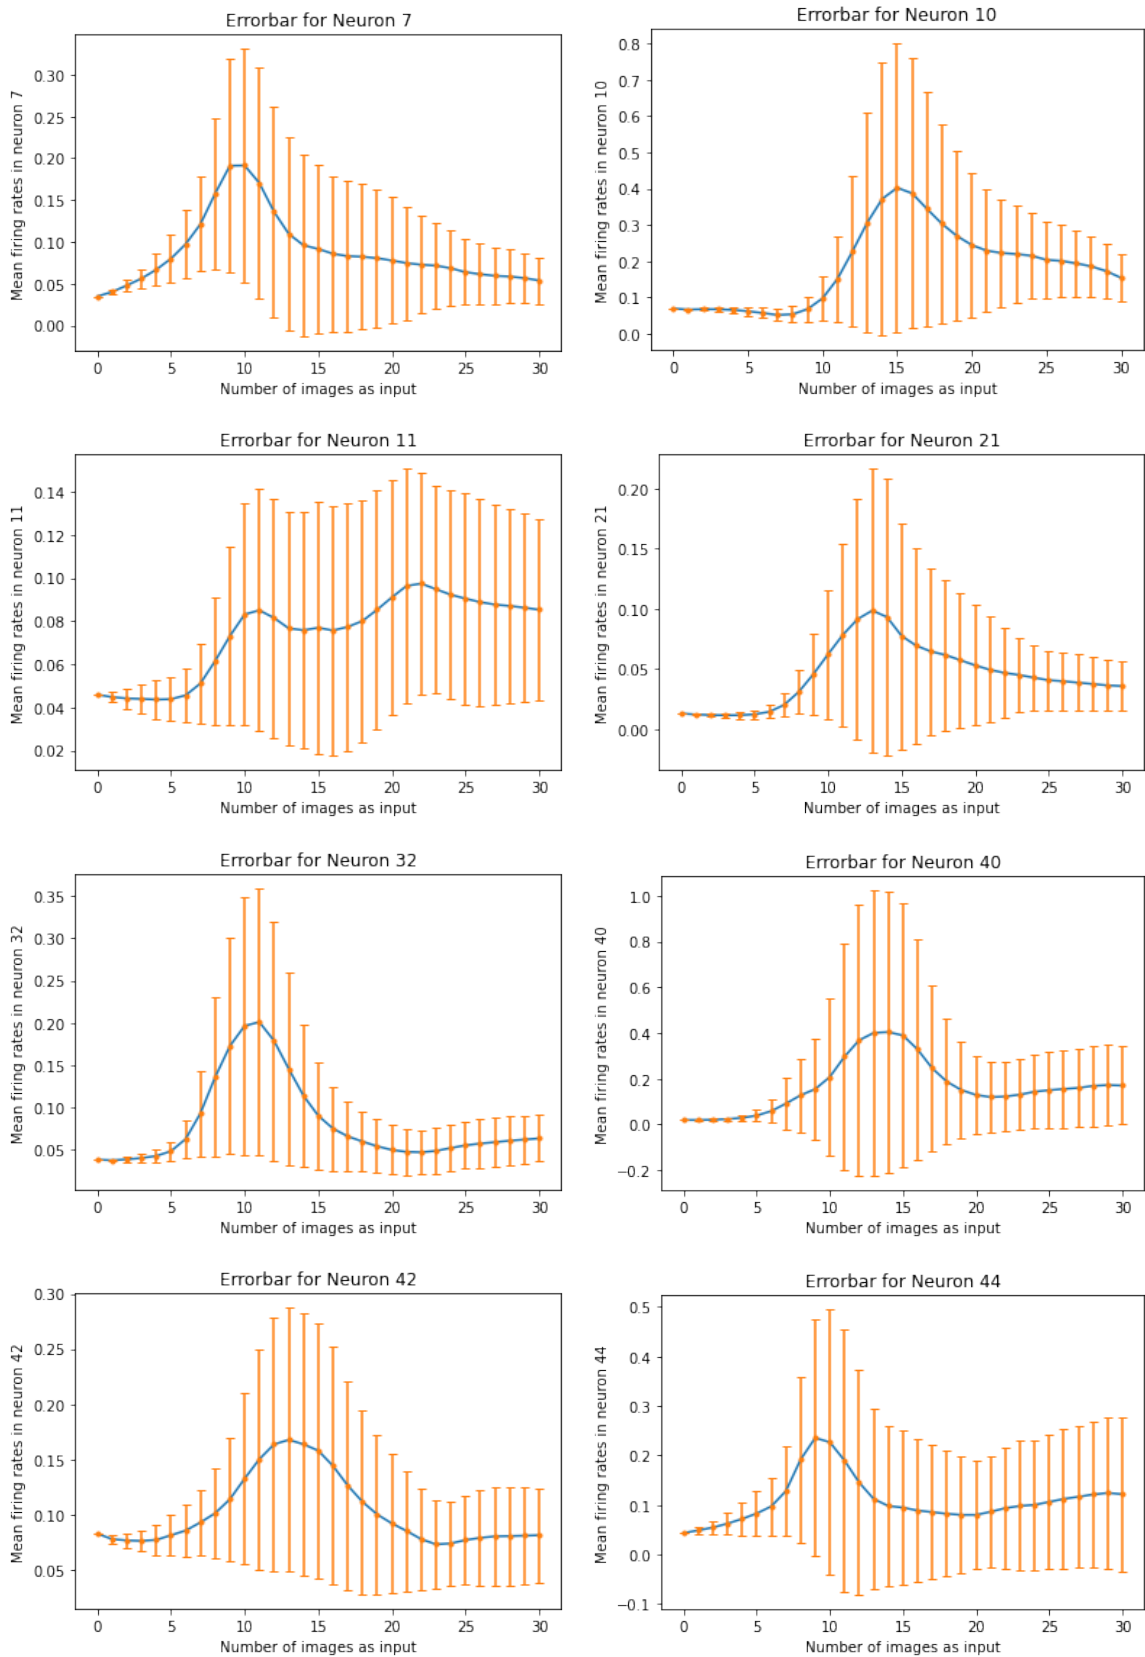 Errorbar for Neuron 7
Mean firing rates in neuron 7
0.30
0.25
0.20
0.15
0.10
0.05
0.00
0 5 10 15 20 25 30
Number of images as input
Errorbar for Neuron 10
Mean firing rates in neuron 10
0.8
0.7
0.6
0.5
0.4
0.3
0.2
0.1
0.0
0 5 10 15 20 25 30
Number of images as input
Errorbar for Neuron 11
Mean firing rates in neuron 11
0.14
0.12
0.10
0.08
0.06
0.04
0.02
0 5 10 15 20 25 30
Number of images as input
Errorbar for Neuron 21
Mean firing rates in neuron 21
0.20
0.15
0.10
0.05
0.00
0 5 10 15 20 25 30
Number of images as input
Errorbar for Neuron 32
Mean firing rates in neuron 32
0.35
0.30
0.25
0.20
0.15
0.10
0.05
0 5 10 15 20 25 30
Number of images as input
Errorbar for Neuron 40
Mean firing rates in neuron 40
1.0
0.8
0.6
0.4
0.2
0.0
−0.2
0 5 10 15 20 25 30
Number of images as input
Errorbar for Neuron 42
Mean firing rates in neuron 42
0.30
0.25
0.20
0.15
0.10
0.05
0 5 10 15 20 25 30
Number of images as input
Errorbar for Neuron 44
Mean firing rates in neuron 44
0.5
0.4
0.3
0.2
0.1
0.0
−0.1
0 5 10 15 20 25 30
Number of images as input